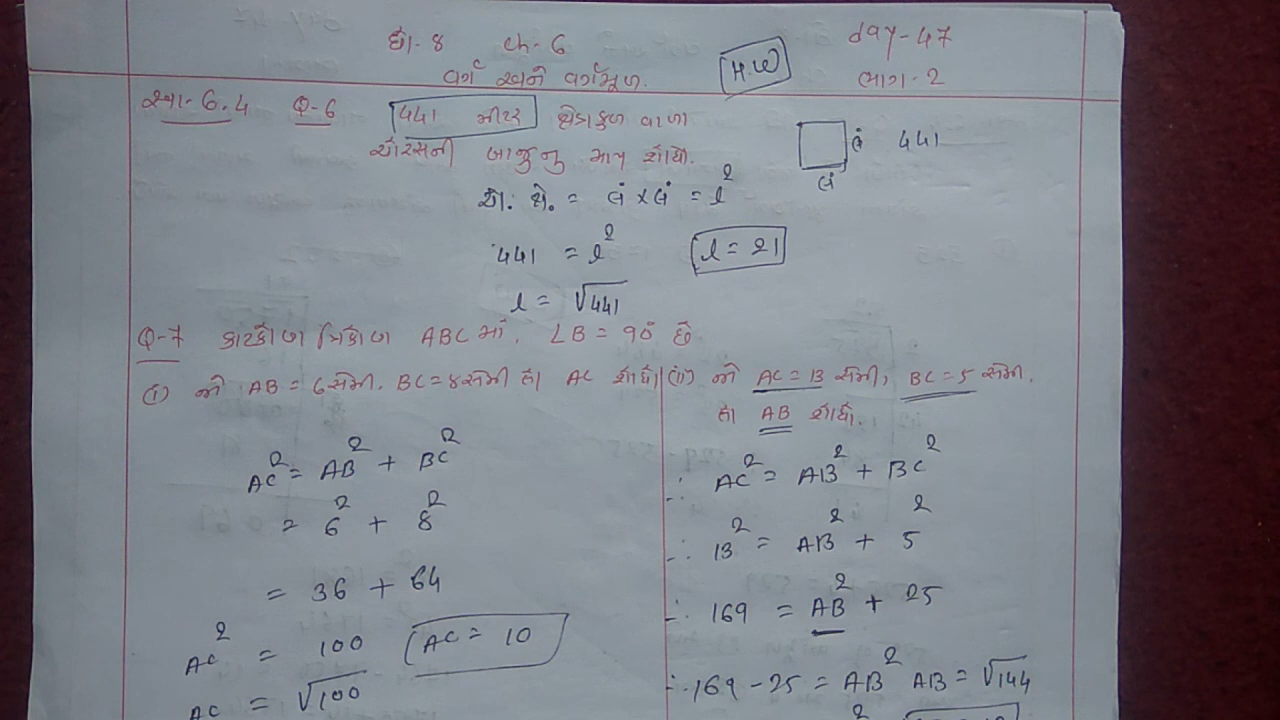 ધો-8 ch-6 day-47
વર્ગ અને વર્ગમૂળ. H.W ભાગ-2
સ્વા-6.4 Q-6 441 મીટર ક્ષેત્રફળ વાળા
ચોરસની બાજુનુ માપ શોધો. લં 441
લં
ચો. ક્ષે. = લં × લં = l²
441 = l² l = 21
l = √441
Q-7 કાટકોણ ત્રિકોણ ABC માં, ∠B = 90° છે
(i) જો AB = 6 સેમી. BC = 8 સેમી તો AC શોધો
AC² = AB² + BC²
= 6² + 8²
= 36 + 64
AC² = 100 AC = 10
AC = √100
(ii) જો AC = 13 સેમી, BC = 5 સેમી.
તો AB શોધો.
∴ AC² = AB² + BC²
∴ 13² = AB² + 5²
∴ 169 = AB² + 25
∴ 169 - 25 = AB² AB = √144